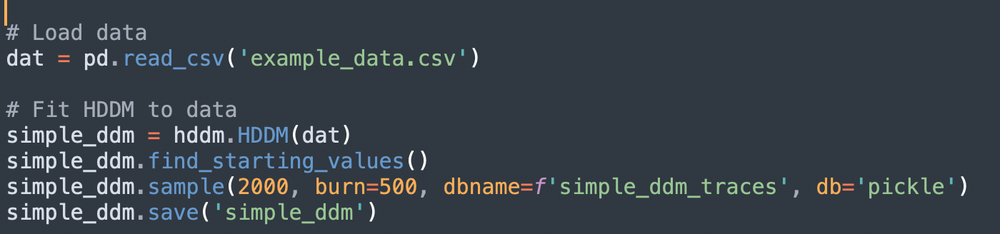 # Load data
dat = pd.read_csv('example_data.csv')
# Fit HDDM to data
simple_ddm = hddm.HDDM(dat)
simple_ddm.find_starting_values()
simple_ddm.sample(2000, burn=500, dbname=f'simple_ddm_traces', db='pickle')
simple_ddm.save('simple_ddm')